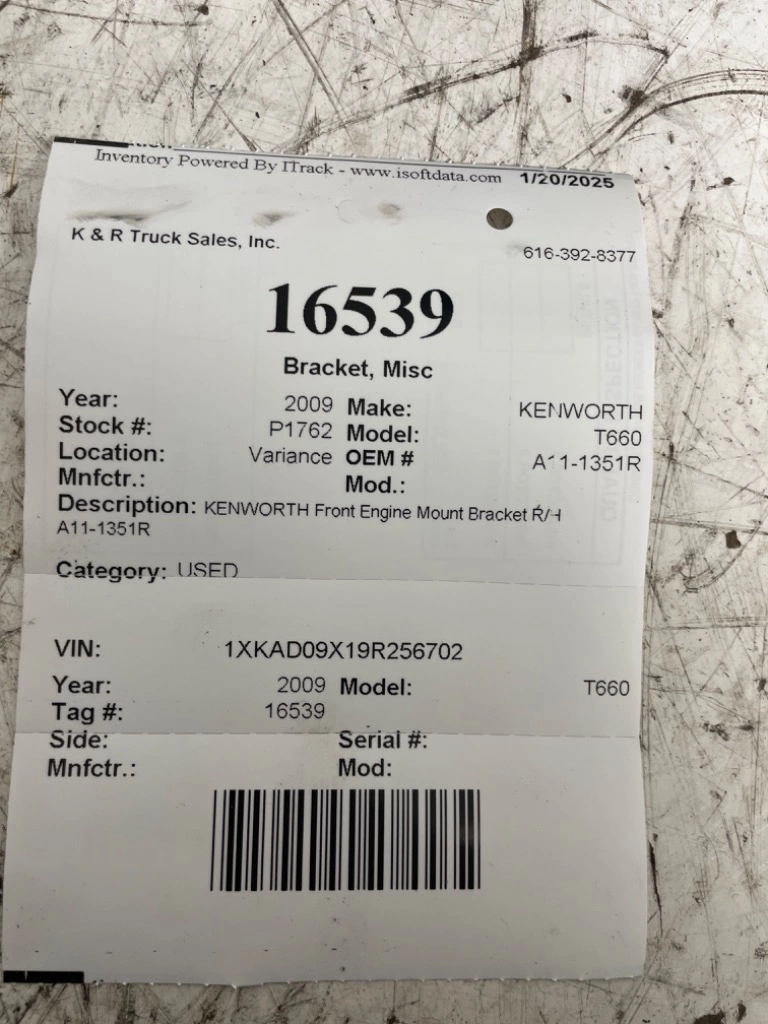 Inventory Powered By ITrack - www.isoftdata.com 1/20/2025
K & R Truck Sales, Inc. 616-392-8377
16539
Bracket, Misc
Year: 2009 Make: KENWORTH
Stock #: P1762 Model: T660
Location: Variance OEM # A11-1351R
Mnfctr.: Mod.:
Description: KENWORTH Front Engine Mount Bracket R/H
A11-1351R
Category: USED
VIN: 1XKAD09X19R256702
Year: 2009 Model: T660
Tag #: 16539
Side: Serial #:
Mnfctr.: Mod: